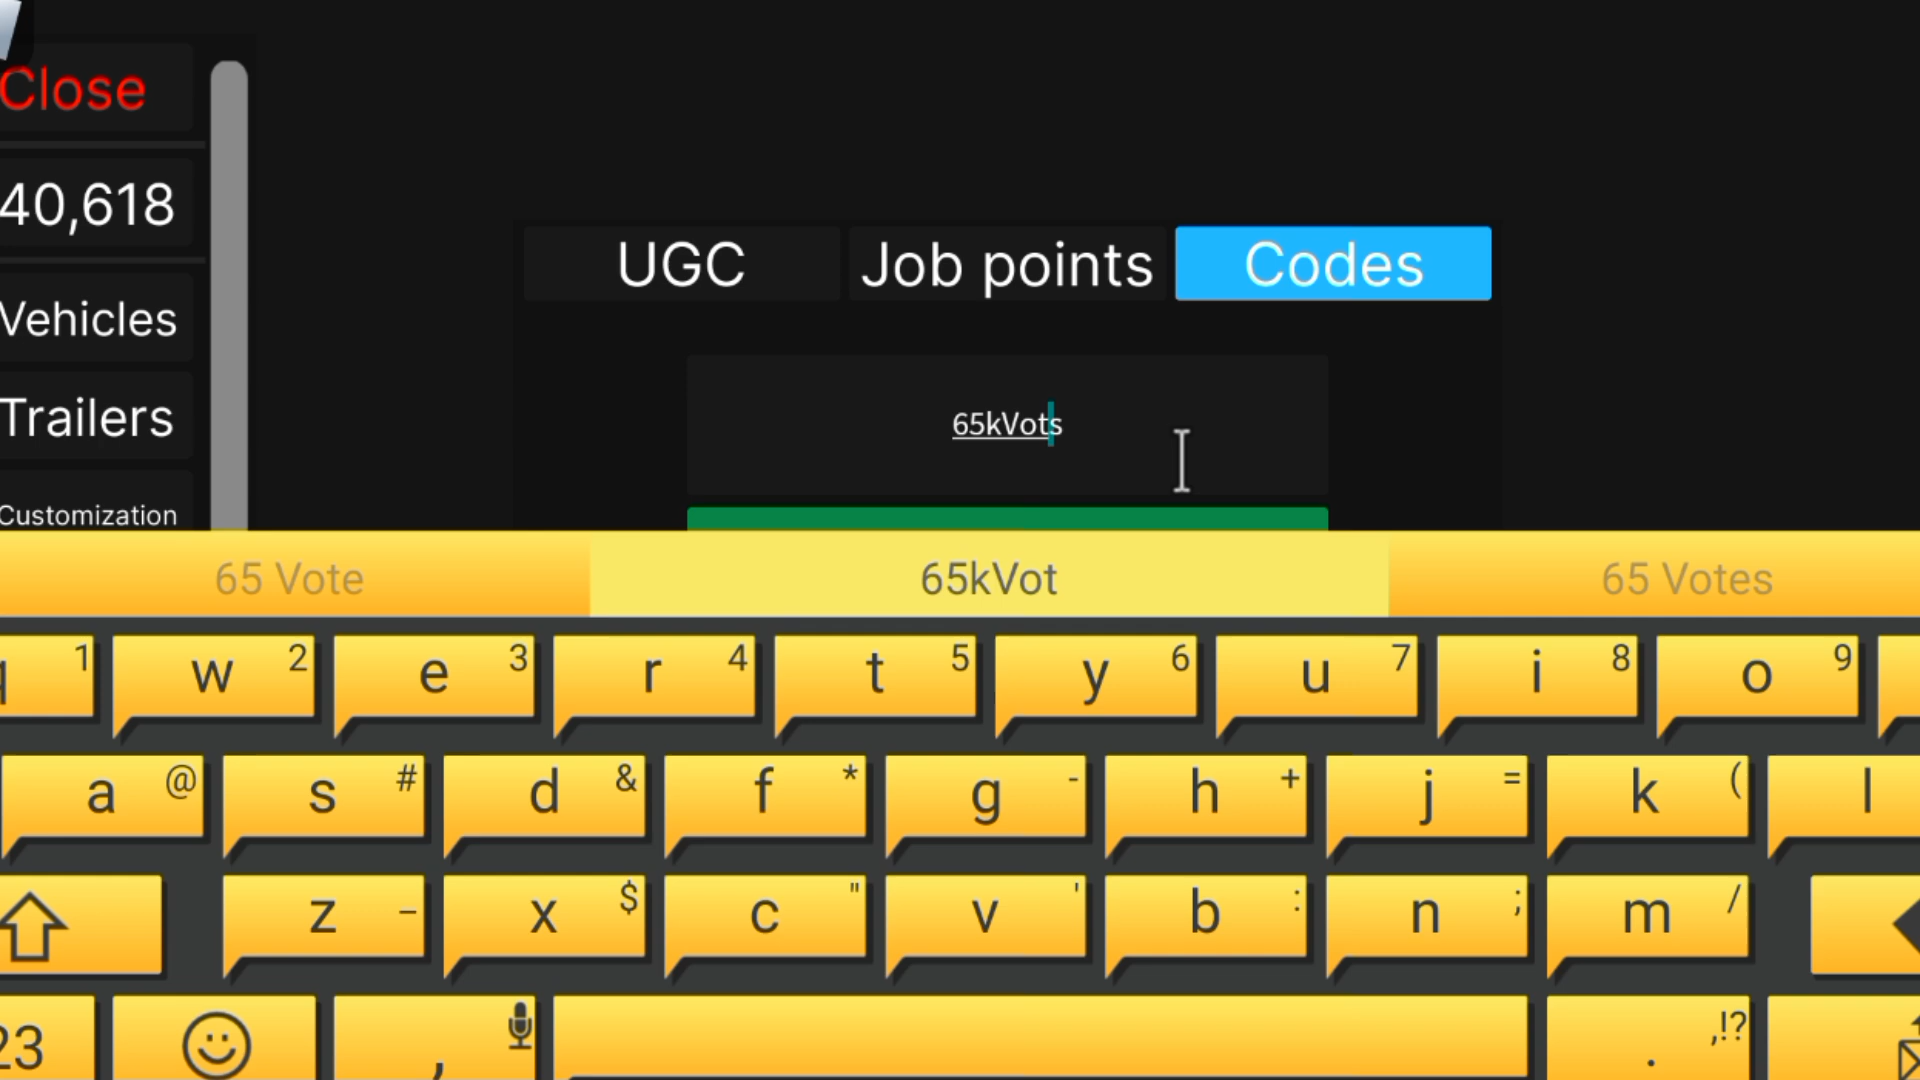 Close
40,618
Vehicles
Trailers
Customization
UGC Job points Codes
65kVots
65 Vote 65kVot 65 Votes
q 1 w 2 e 3 r 4 t 5 y 6 u 7 i 8 o 9
a @ s # d & f * g - h + j = k ( l
z _ x $ c " v ' b : n ; m /
23 , . ,!?